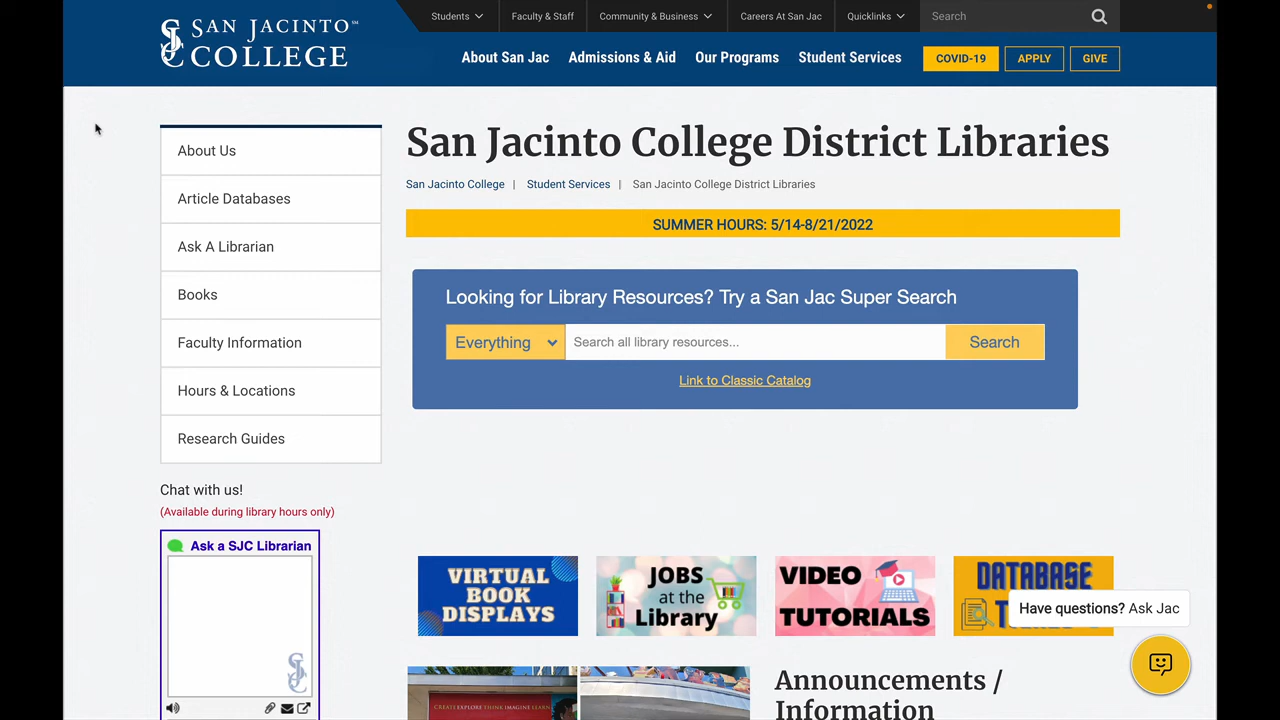 SAN JACINTO
COLLEGE
Students
Faculty & Staff
Community & Business
Careers At San Jac
Quicklinks
Search
About San Jac
Admissions & Aid
Our Programs
Student Services
COVID-19
APPLY
GIVE
About Us
Article Databases
Ask A Librarian
Books
Faculty Information
Hours & Locations
Research Guides
Chat with us!
(Available during library hours only)
Ask a SJC Librarian
San Jacinto College District Libraries
San Jacinto College | Student Services | San Jacinto College District Libraries
SUMMER HOURS: 5/14-8/21/2022
Looking for Library Resources? Try a San Jac Super Search
Everything
Search all library resources...
Search
Link to Classic Catalog
VIRTUAL
BOOK
DISPLAYS
JOBS
at the
Library
VIDEO
TUTORIALS
DATABASE
Have questions? Ask Jac
CREATE EXPLORE THINK IMAGINE LEARN
Announcements /
Information